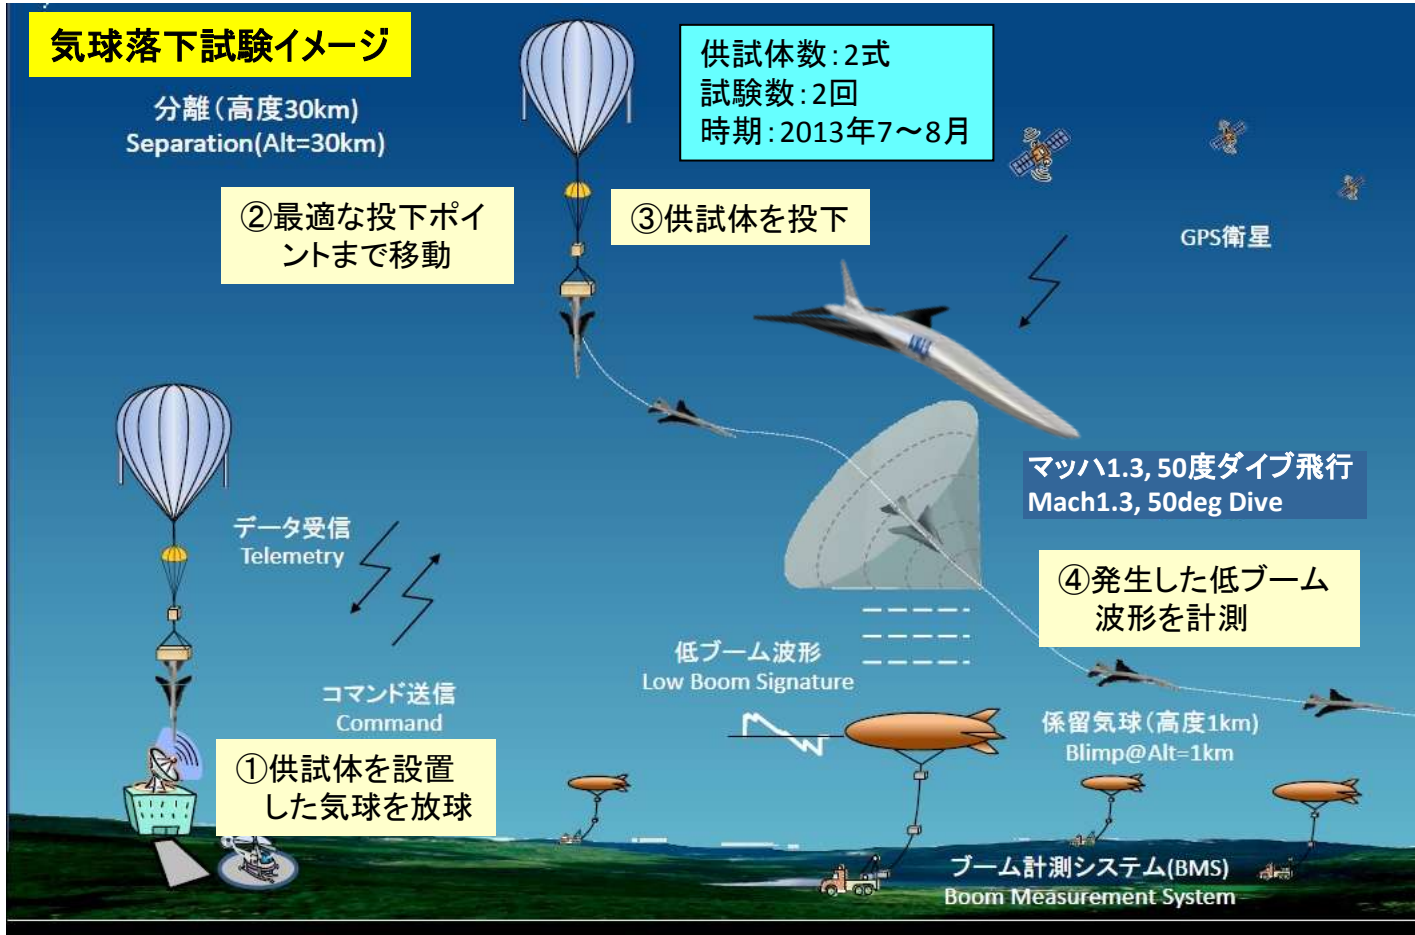 気球落下試験イメージ
供試体数：2式
試験数：2回
時期：2013年7～8月
分離（高度30km）
Separation(Alt=30km)
②最適な投下ポイ
ントまで移動
③供試体を投下
GPS衛星
マッハ1.3, 50度ダイブ飛行
Mach1.3, 50deg Dive
データ受信
Telemetry
④発生した低ブーム
波形を計測
低ブーム波形
Low Boom Signature
コマンド送信
Command
係留気球（高度1km）
Blimp@Alt=1km
①供試体を設置
した気球を放球
ブーム計測システム(BMS)
Boom Measurement System